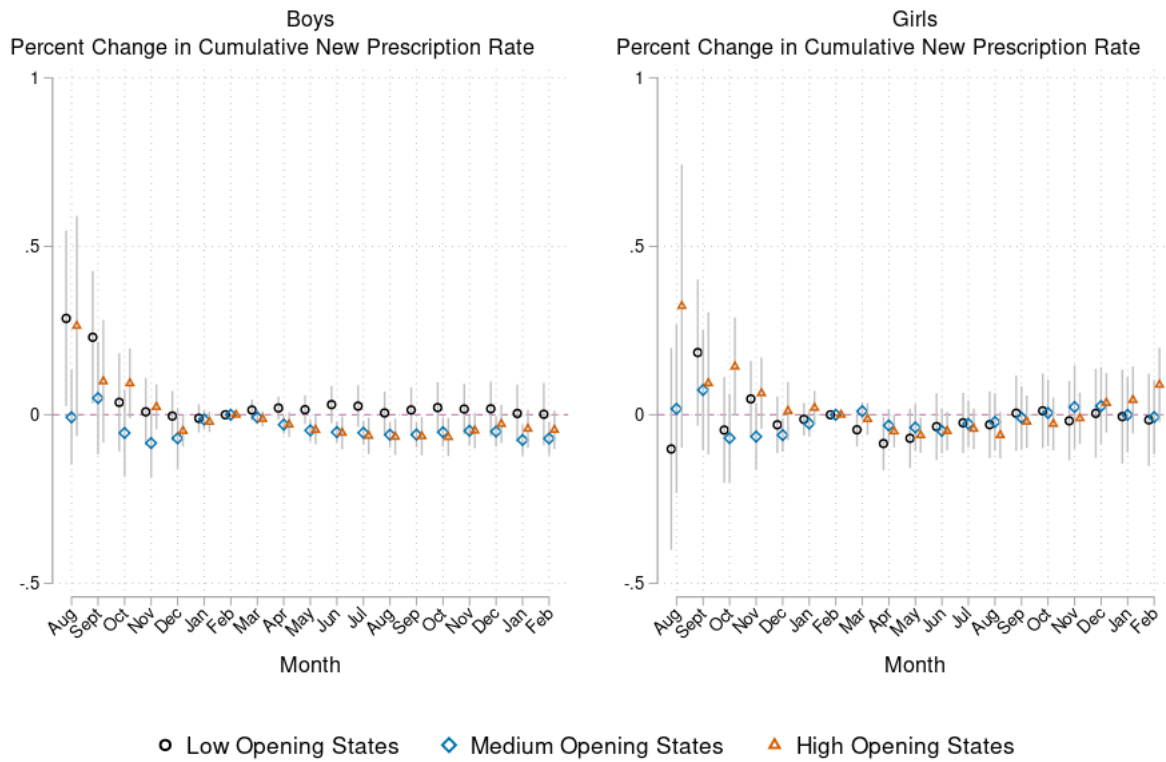 Boys
Percent Change in Cumulative New Prescription Rate
1
.5
0
-.5
Aug Sept Oct Nov Dec Jan Feb Mar Apr May Jun Jul Aug Sep Oct Nov Dec Jan Feb
Month
Girls
Percent Change in Cumulative New Prescription Rate
1
.5
0
-.5
Aug Sept Oct Nov Dec Jan Feb Mar Apr May Jun Jul Aug Sep Oct Nov Dec Jan Feb
Month
Low Opening States Medium Opening States High Opening States